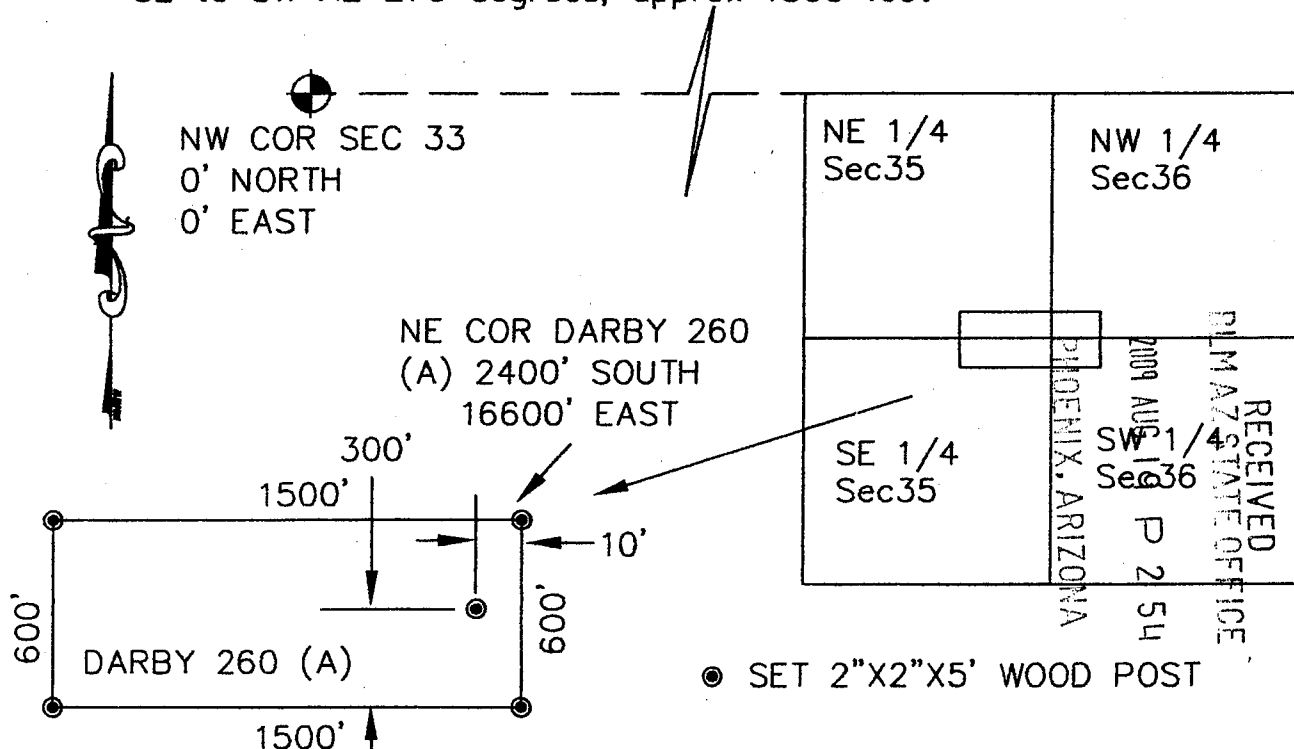 NW COR SEC 33
0' NORTH
0' EAST
NE 1/4
Sec35
NW 1/4
Sec36
NE COR DARBY 260
(A) 2400' SOUTH
16600' EAST
SE 1/4
Sec35
SW 1/4
Sec36
300'
1500'
10'
600'
600'
DARBY 260 (A)
1500'
SET 2"X2"X5' WOOD POST
RECEIVED
BLM AZ STATE OFFICE
2009 AUG P 2 54
PHOENIX, ARIZONA